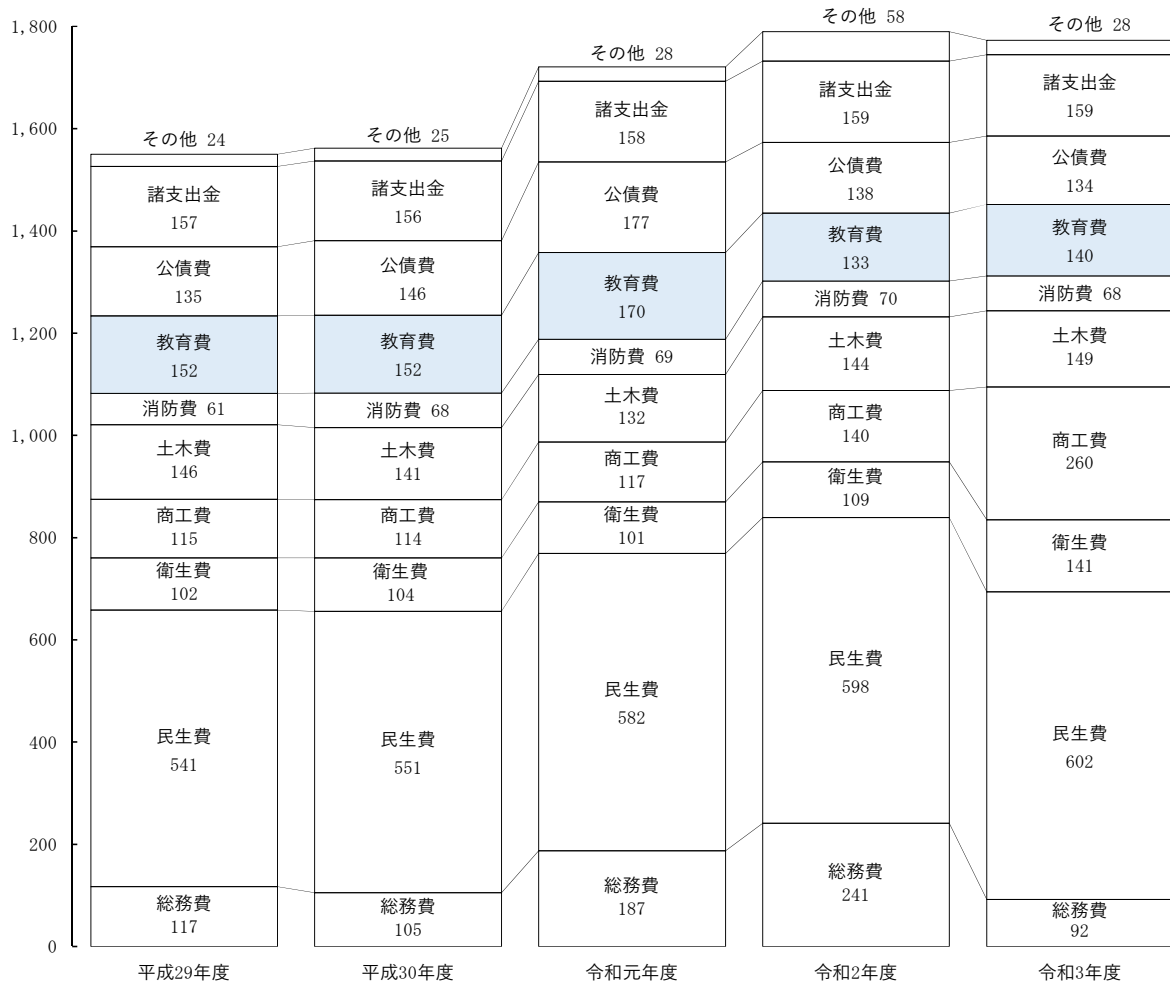 1,800
1,600
1,400
1,200
1,000
800
600
400
200
0
その他 24
諸支出金
157
公債費
135
教育費
152
消防費 61
土木費
146
商工費
115
衛生費
102
民生費
541
総務費
117
平成29年度
その他 25
諸支出金
156
公債費
146
教育費
152
消防費 68
土木費
141
商工費
114
衛生費
104
民生費
551
総務費
105
平成30年度
その他 28
諸支出金
158
公債費
177
教育費
170
消防費 69
土木費
132
商工費
117
衛生費
101
民生費
582
総務費
187
令和元年度
その他 58
諸支出金
159
公債費
138
教育費
133
消防費 70
土木費
144
商工費
140
衛生費
109
民生費
598
総務費
241
令和2年度
その他 28
諸支出金
159
公債費
134
教育費
140
消防費 68
土木費
149
商工費
260
衛生費
141
民生費
602
総務費
92
令和3年度